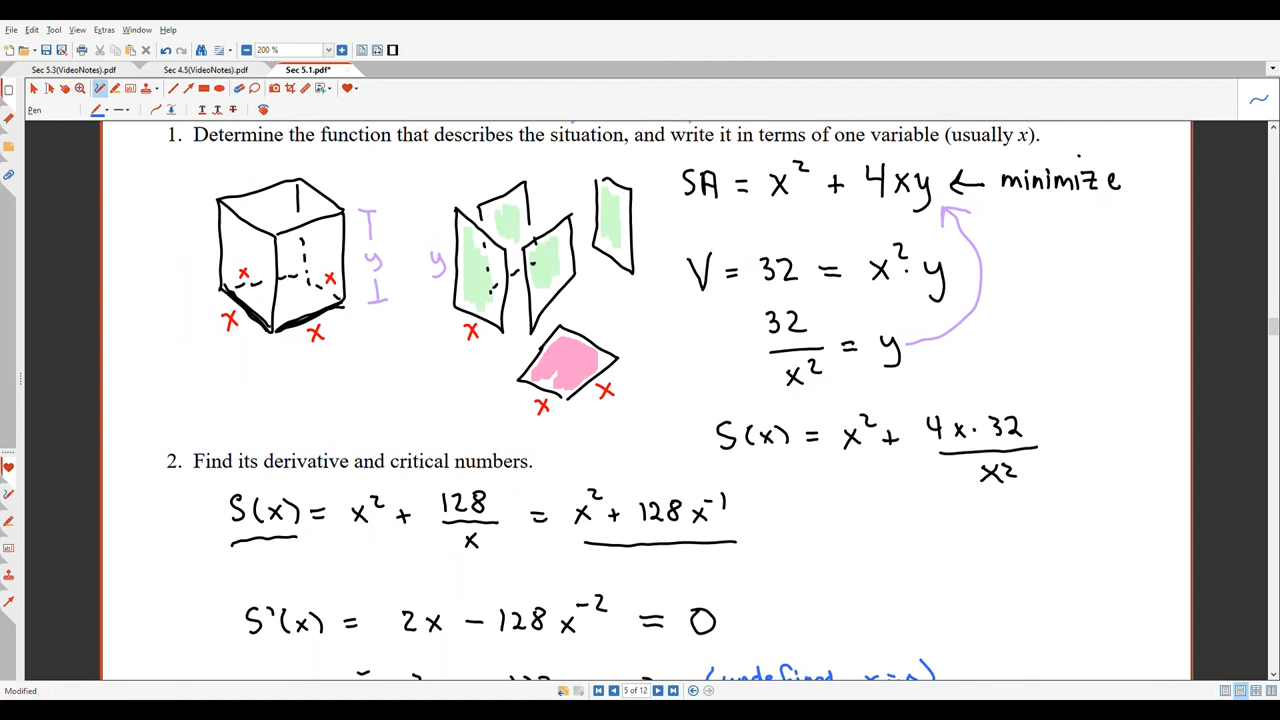 File Edit Tool View Extras Window Help
200 %
Sec 5.3(VideoNotes).pdf Sec 4.5(VideoNotes).pdf Sec 5.1.pdf*
Pen
1. Determine the function that describes the situation, and write it in terms of one variable (usually x).
SA = x² + 4xy ← minimize
x x y x x
y x x x
V = 32 = x² · y
32/x² = y
S(x) = x² + 4x · 32/x²
2. Find its derivative and critical numbers.
S(x) = x² + 128/x = x² + 128x⁻¹
S'(x) = 2x − 128x⁻² = 0
(undefined
Modified
5 of 12